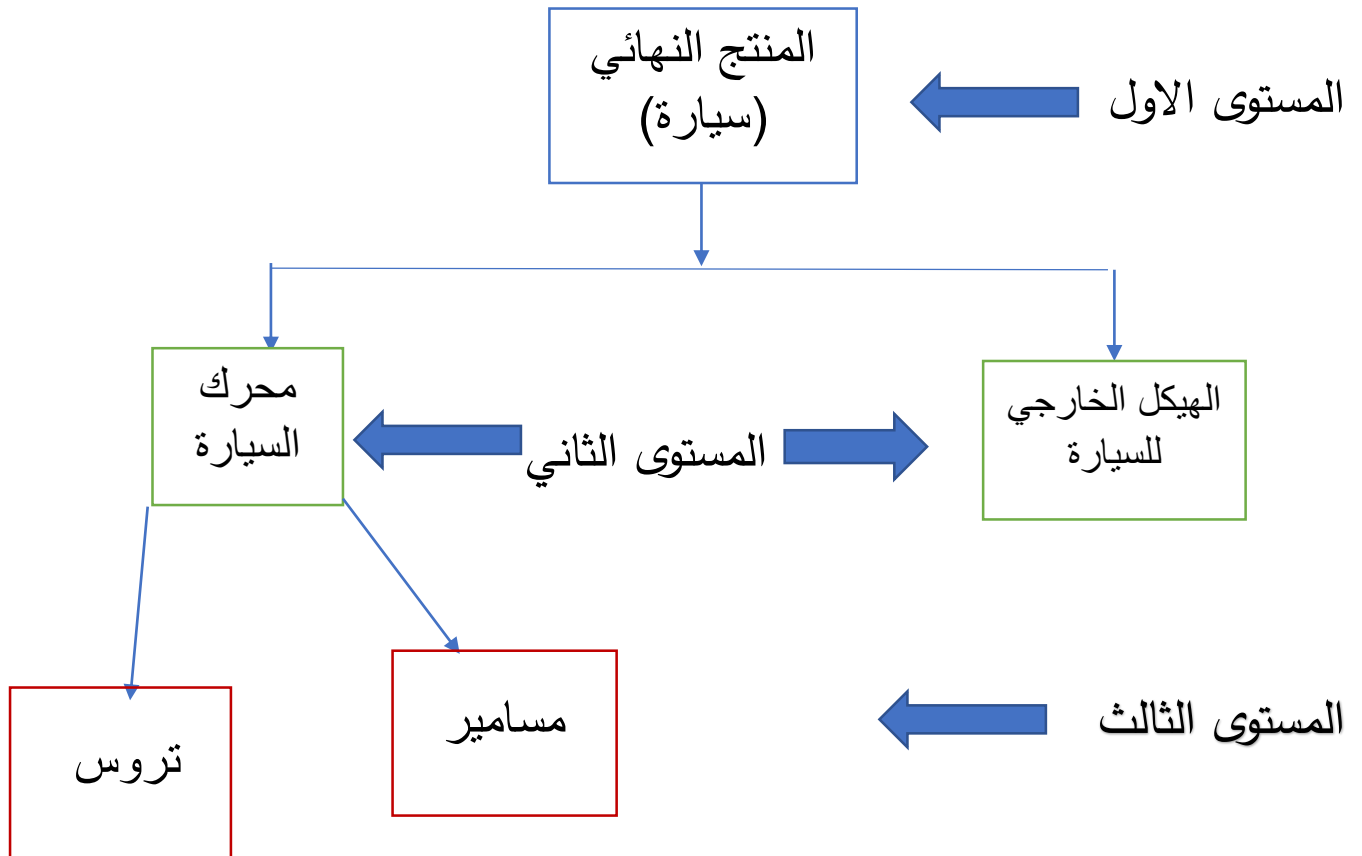 المنتج النهائي
(سيارة)
المستوى الاول
الهيكل الخارجي
للسيارة
المستوى الثاني
محرك
السيارة
المستوى الثالث
مسامير
تروس